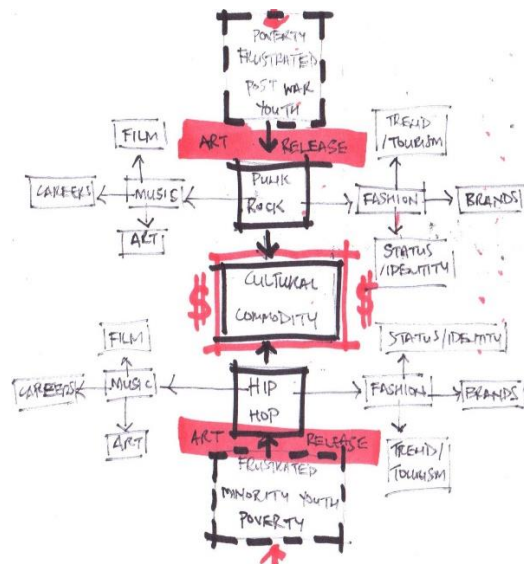 POVERTY
FRUSTRATED
POST WAR
YOUTH
ART RELEASE
FILM
TREND
/TOURISM
CAREERS
MUSIC
PUNK
ROCK
FASHION
BRANDS
ART
STATUS
/IDENTITY
$ $
CULTURAL
COMMODITY
FILM
STATUS/IDENTITY
CAREERS
MUSIC
HIP
HOP
FASHION
BRANDS
ART
TREND/
TOURISM
ART RELEASE
FRUSTRATED
MINORITY YOUTH
POVERTY